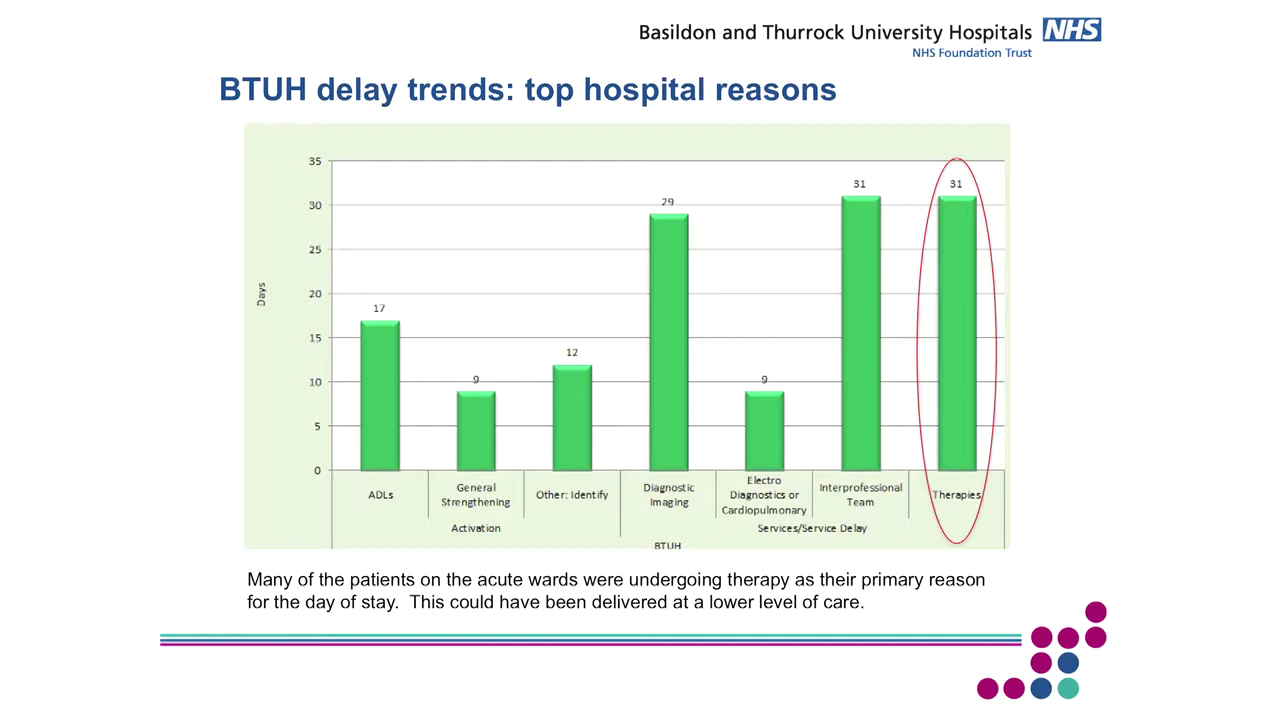 Basildon and Thurrock University Hospitals NHS
NHS Foundation Trust
BTUH delay trends: top hospital reasons
35
30
25
20
15
10
5
0
Days
17
9
12
29
9
31
31
ADLs
General
Strengthening
Other: Identify
Diagnostic
Imaging
Electro
Diagnostics or
Cardiopulmonary
Interprofessional
Team
Therapies
Activation
Services/Service Delay
BTUH
Many of the patients on the acute wards were undergoing therapy as their primary reason
for the day of stay. This could have been delivered at a lower level of care.